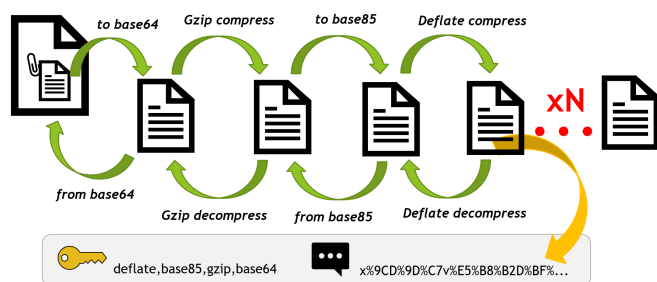 to base64
Gzip compress
to base85
Deflate compress
xN
from base64
Gzip decompress
from base85
Deflate decompress
deflate,base85,gzip,base64
x%9CD%9D%C7v%E5%B8%B2D%BF%...